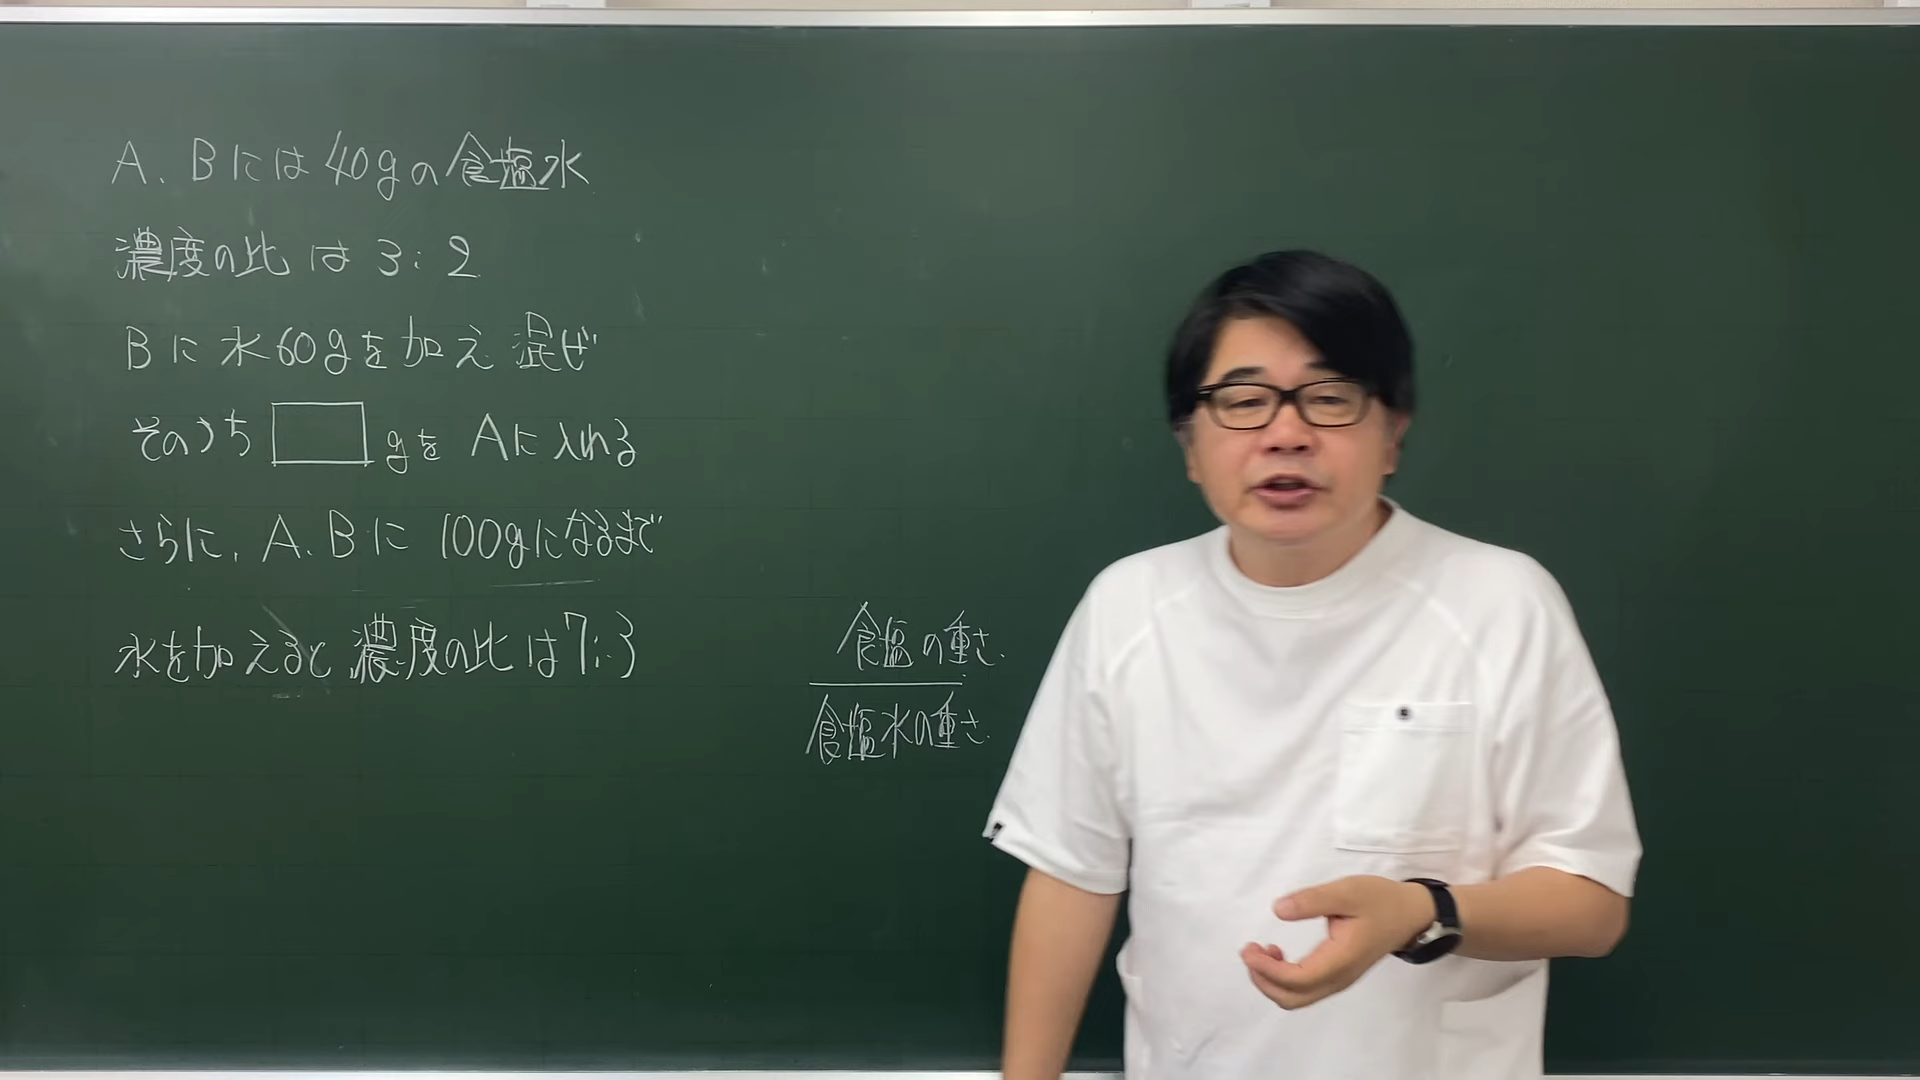 A.Bには40gの食塩水
濃度の比は3:2
Bに水60gを加え混ぜ
そのうち gをAに入れる
さらに.A.Bに100gになるまで
水を加えると濃度の比は7:3
食塩の重さ
食塩水の重さ